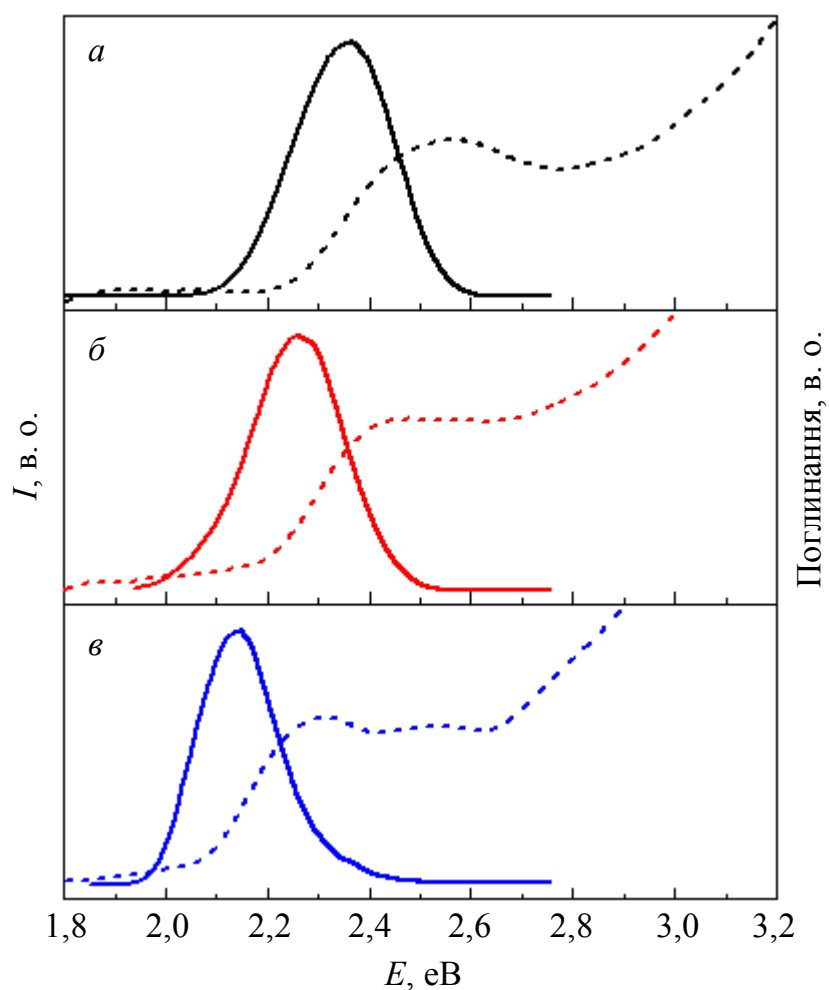 а
б
в
I, в. о.
Поглинання, в. о.
1,8 2,0 2,2 2,4 2,6 2,8 3,0 3,2
E, еВ